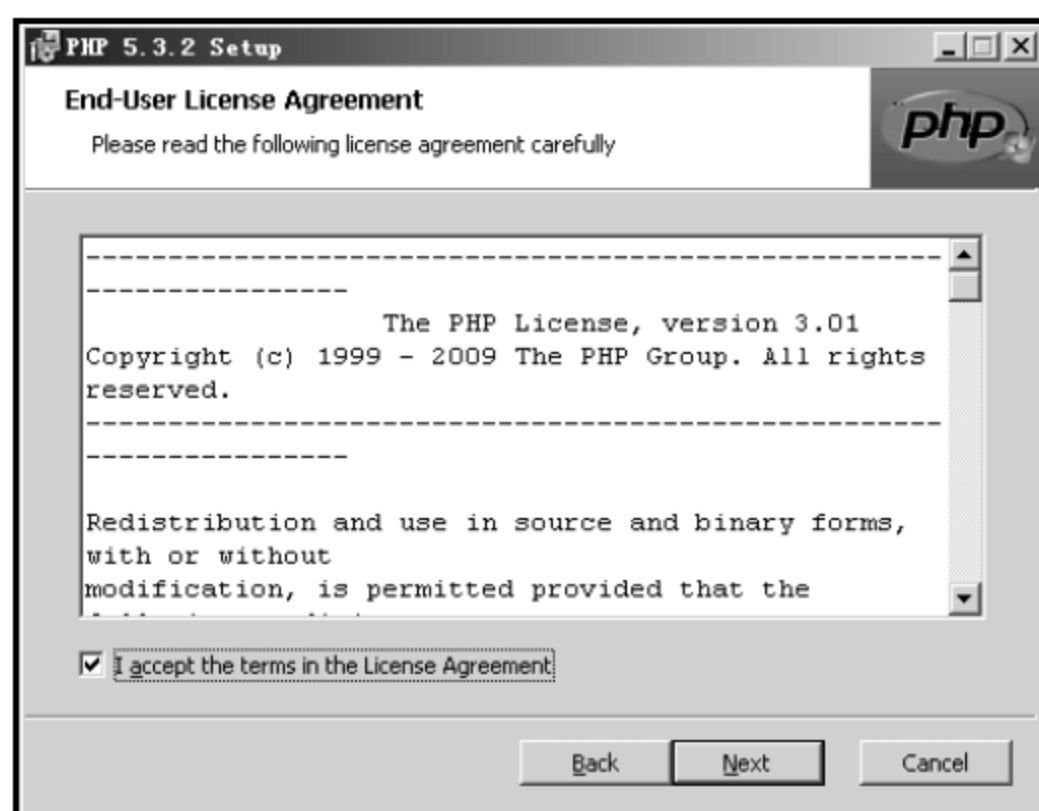 PHP 5.3.2 Setup
End-User License Agreement
Please read the following license agreement carefully
php
------------------------------------------------------
----------------
The PHP License, version 3.01
Copyright (c) 1999 - 2009 The PHP Group. All rights
reserved.
------------------------------------------------------
----------------
Redistribution and use in source and binary forms,
with or without
modification, is permitted provided that the
I accept the terms in the License Agreement
Back
Next
Cancel